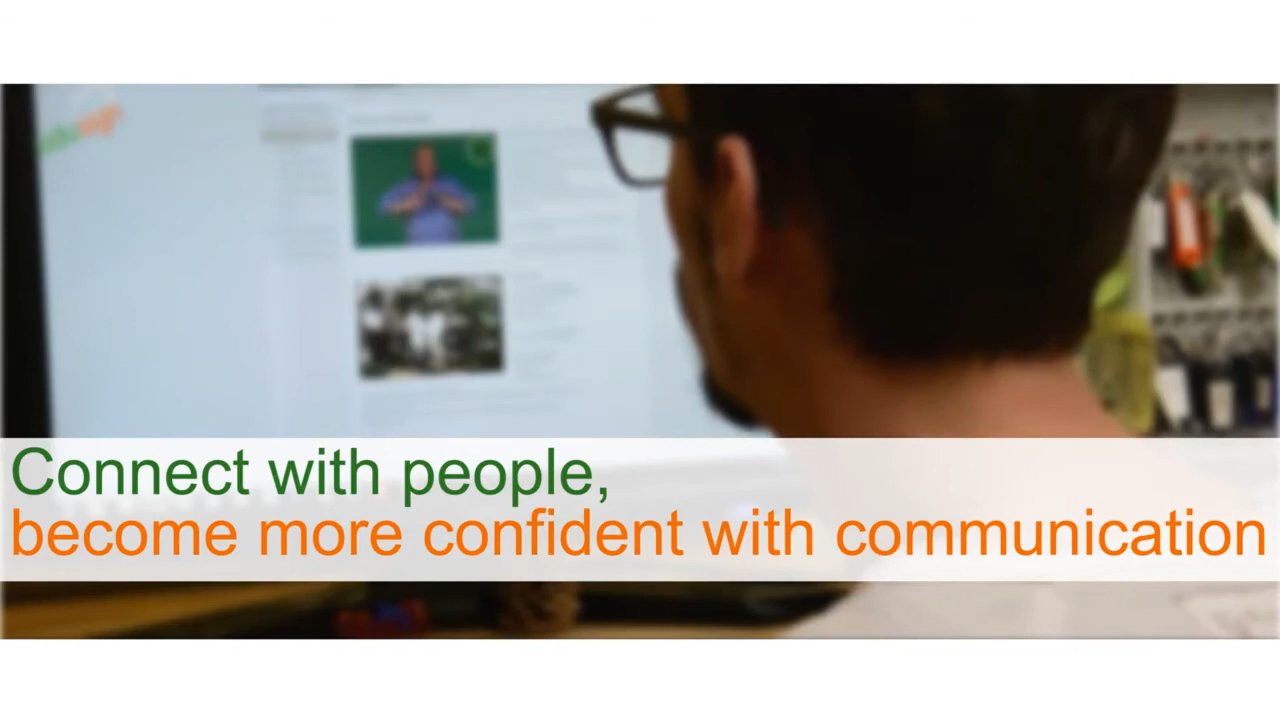 Connect with people,
become more confident with communication